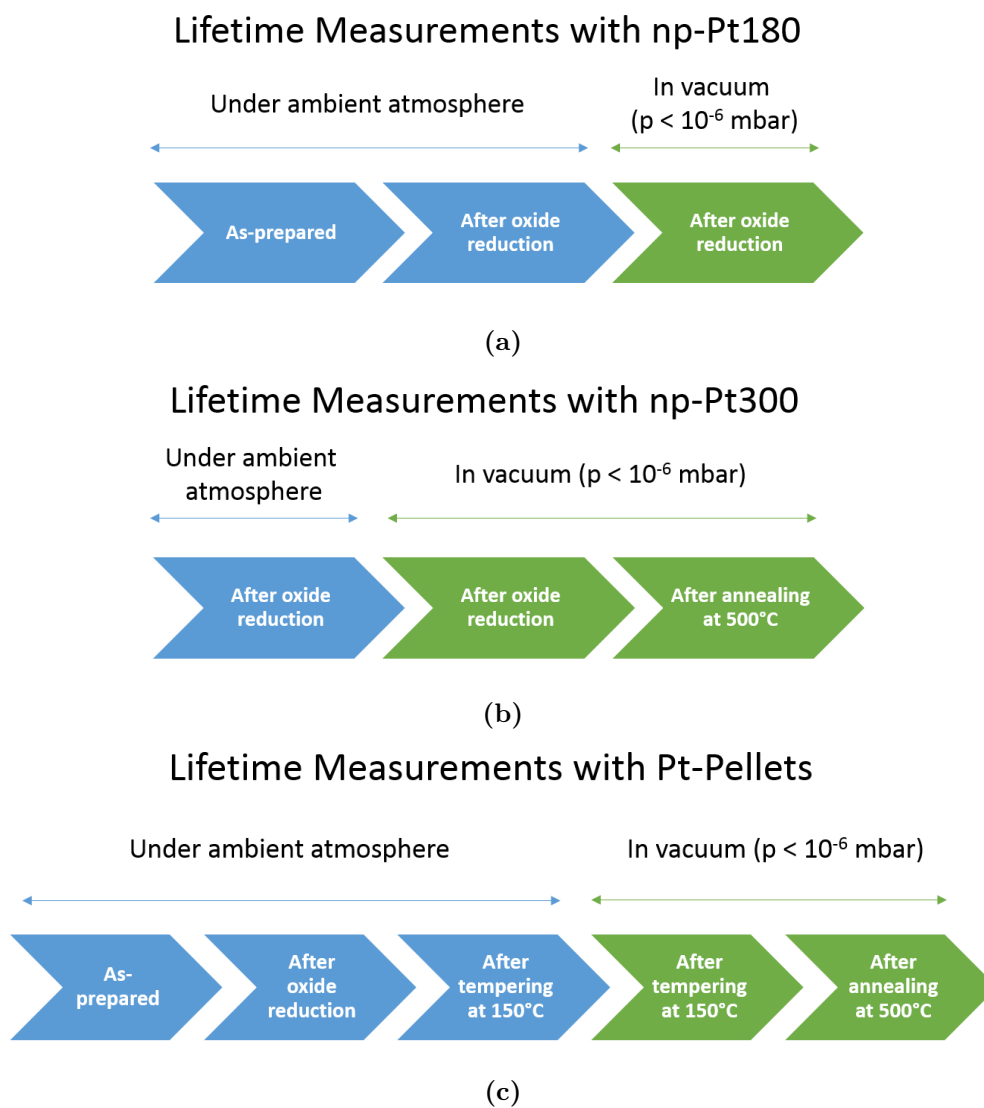 Lifetime Measurements with np-Pt180
Under ambient atmosphere
In vacuum
(p < 10⁻⁶ mbar)
As-prepared
After oxide
reduction
After oxide
reduction
(a)
Lifetime Measurements with np-Pt300
Under ambient
atmosphere
In vacuum (p < 10⁻⁶ mbar)
After oxide
reduction
After oxide
reduction
After annealing
at 500°C
(b)
Lifetime Measurements with Pt-Pellets
Under ambient atmosphere
In vacuum (p < 10⁻⁶ mbar)
As-
prepared
After
oxide
reduction
After
tempering
at 150°C
After
tempering
at 150°C
After
annealing
at 500°C
(c)